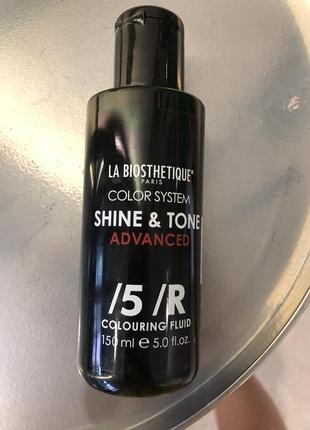 LA BIOSTHETIQUE®
PARIS
COLOR SYSTEM
SHINE & TONE
ADVANCED
/5 /R
COLOURING FLUID
150 ml e 5.0 fl.oz.